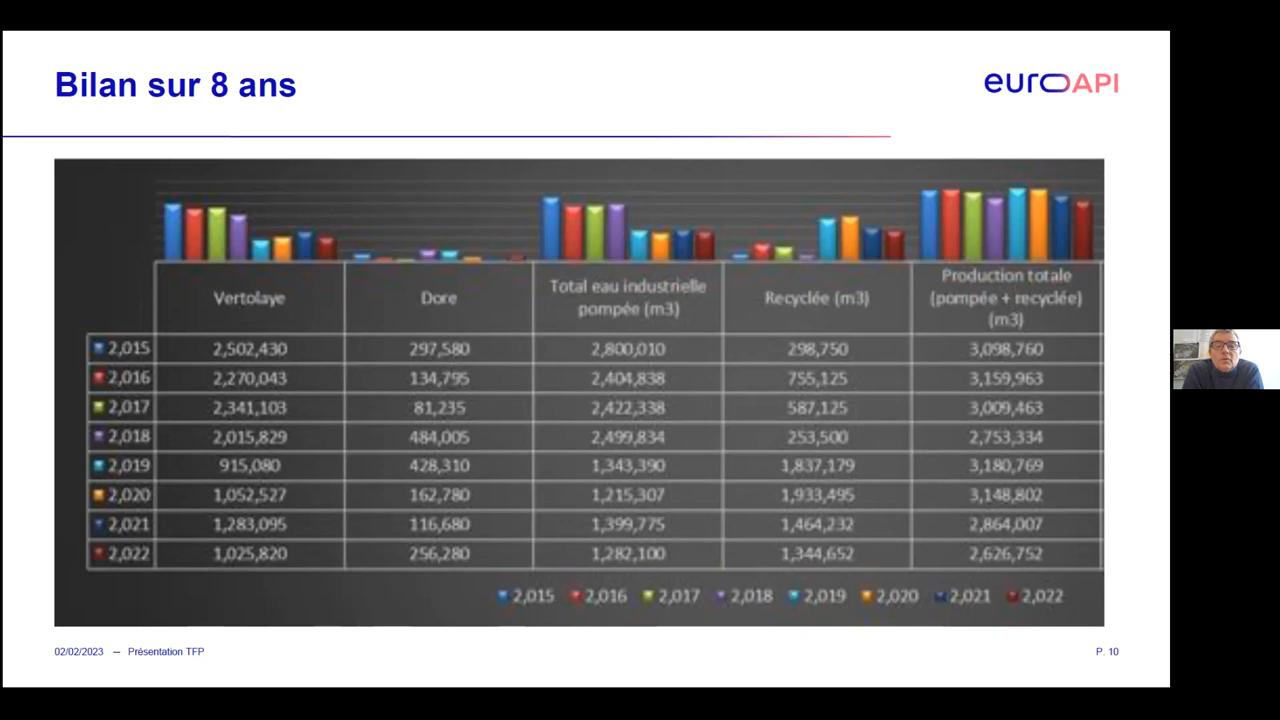 Bilan sur 8 ans
euroAPI
Vertolaye Dore Total eau industrielle pompée (m3) Recyclée (m3) Production totale (pompée + recyclée) (m3)
2,015 2,502,430 297,580 2,800,010 298,750 3,098,760
2,016 2,270,043 134,795 2,404,838 755,125 3,159,963
2,017 2,341,103 81,235 2,422,338 587,125 3,009,463
2,018 2,015,829 484,005 2,499,834 253,500 2,753,334
2,019 915,080 428,310 1,343,390 1,837,179 3,180,769
2,020 1,052,527 162,780 1,215,307 1,933,495 3,148,802
2,021 1,283,095 116,680 1,399,775 1,464,232 2,864,007
2,022 1,025,820 256,280 1,282,100 1,344,652 2,626,752
2,015 2,016 2,017 2,018 2,019 2,020 2,021 2,022
02/02/2023 — Présentation TFP P. 10